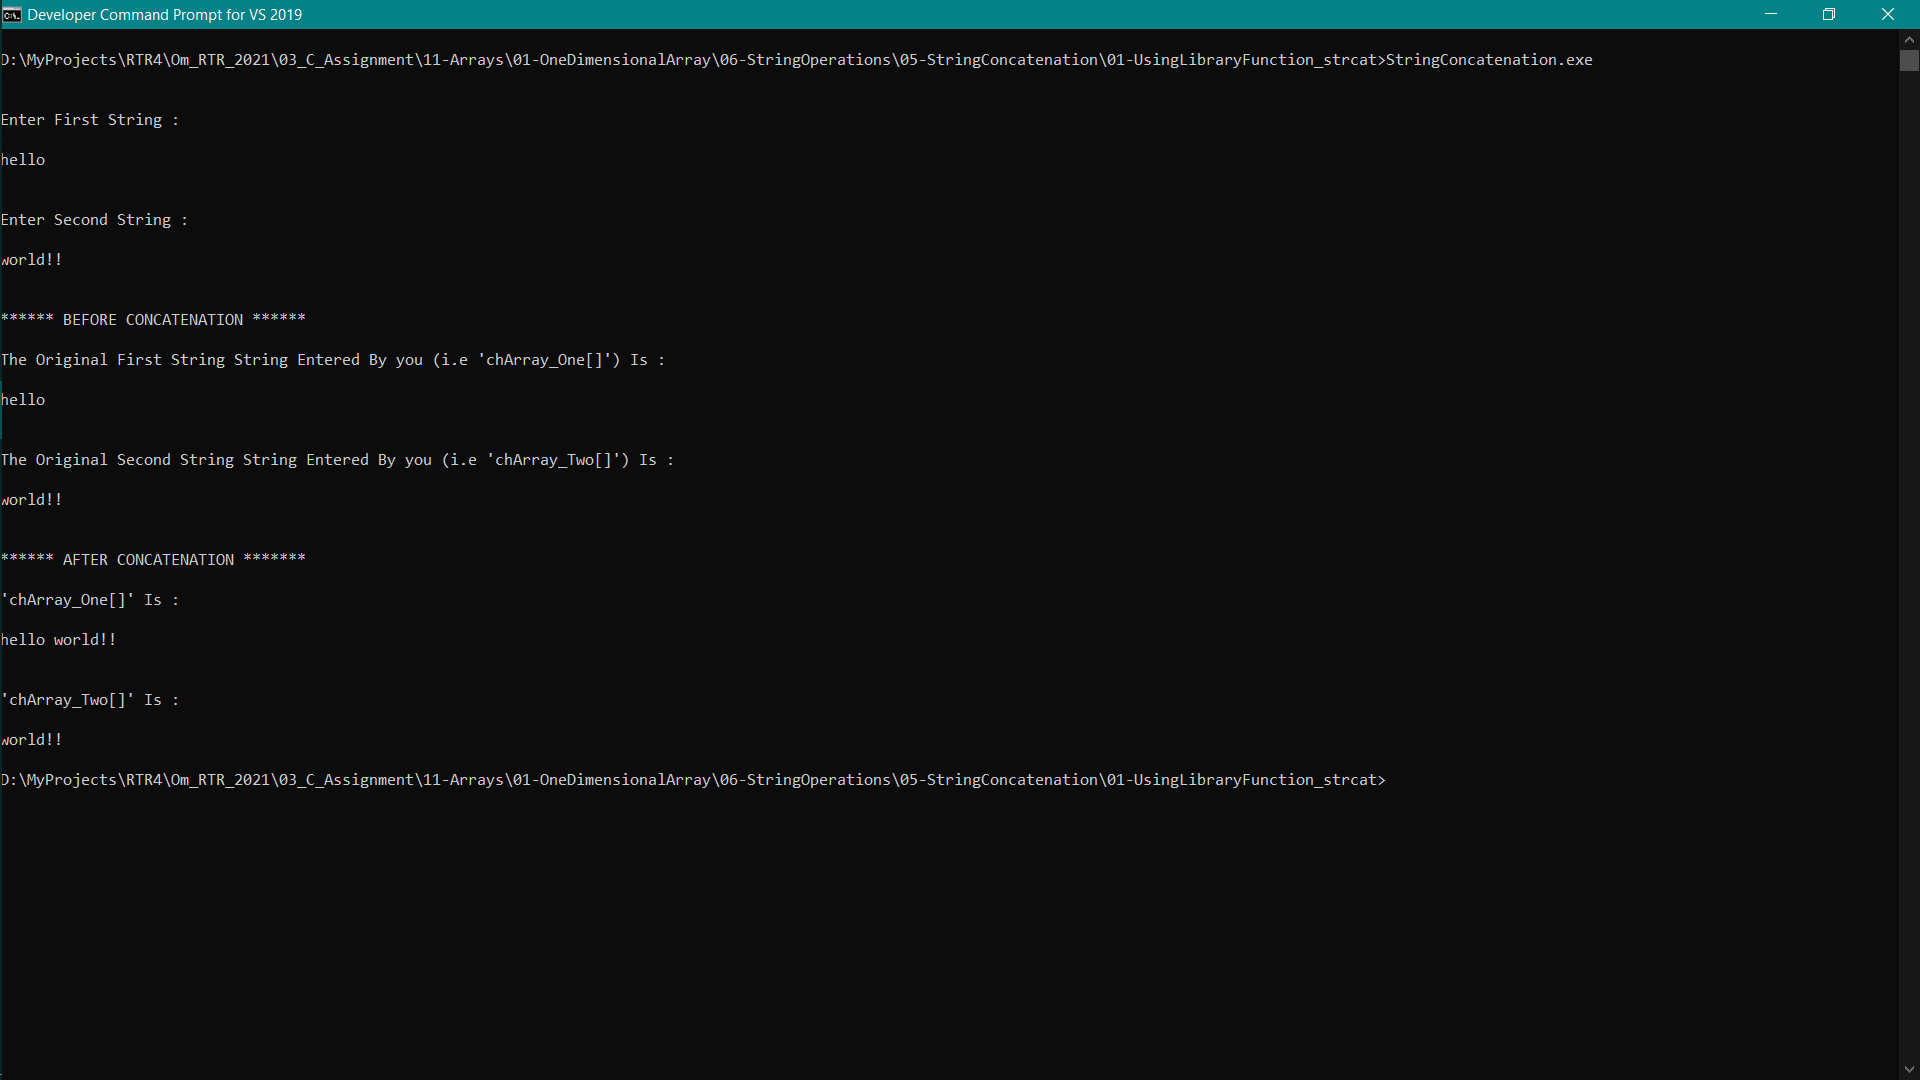 Developer Command Prompt for VS 2019
D:\MyProjects\RTR4\Om_RTR_2021\03_C_Assignment\11-Arrays\01-OneDimensionalArray\06-StringOperations\05-StringConcatenation\01-UsingLibraryFunction_strcat>StringConcatenation.exe
Enter First String :
hello
Enter Second String :
world!!
****** BEFORE CONCATENATION ******
The Original First String String Entered By you (i.e 'chArray_One[]') Is :
hello
The Original Second String String Entered By you (i.e 'chArray_Two[]') Is :
world!!
****** AFTER CONCATENATION *******
'chArray_One[]' Is :
hello world!!
'chArray_Two[]' Is :
world!!
D:\MyProjects\RTR4\Om_RTR_2021\03_C_Assignment\11-Arrays\01-OneDimensionalArray\06-StringOperations\05-StringConcatenation\01-UsingLibraryFunction_strcat>